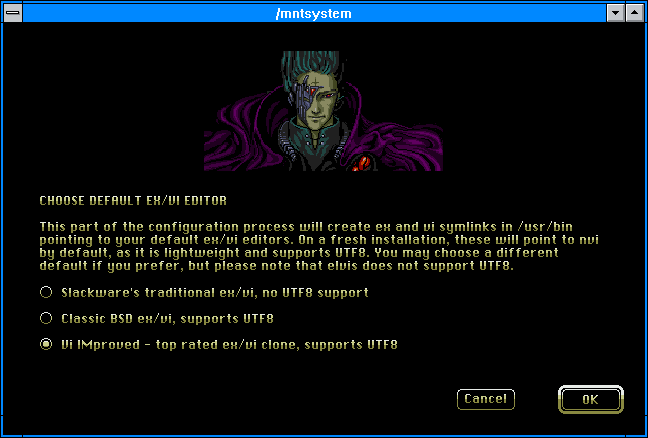 /mntsystem
CHOOSE DEFAULT EX/VI EDITOR
This part of the configuration process will create ex and vi symlinks in /usr/bin
pointing to your default ex/vi editors. On a fresh installation, these will point to nvi
by default, as it is lightweight and supports UTF8. You may choose a different
default if you prefer, but please note that elvis does not support UTF8.
Slackware's traditional ex/vi, no UTF8 support
Classic BSD ex/vi, supports UTF8
Vi IMproved - top rated ex/vi clone, supports UTF8
Cancel
OK